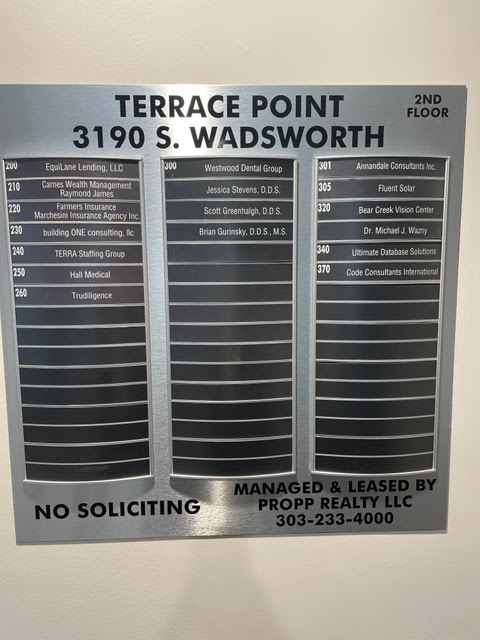 TERRACE POINT
3190 S. WADSWORTH
2ND
FLOOR
200 EquiLane Lending, LLC
210 Carnes Wealth Management
Raymond James
220 Farmers Insurance
Marchesini Insurance Agency Inc.
230 building ONE consulting, llc
240 TERRA Staffing Group
250 Hall Medical
260 Trudiligence
300 Westwood Dental Group
Jessica Stevens, D.D.S.
Scott Greenhalgh, D.D.S.
Brian Gurinsky, D.D.S., M.S.
301 Annandale Consultants Inc.
305 Fluent Solar
320 Bear Creek Vision Center
Dr. Michael J. Wazny
340 Ultimate Database Solutions
370 Code Consultants International
NO SOLICITING
MANAGED & LEASED BY
PROPP REALTY LLC
303-233-4000